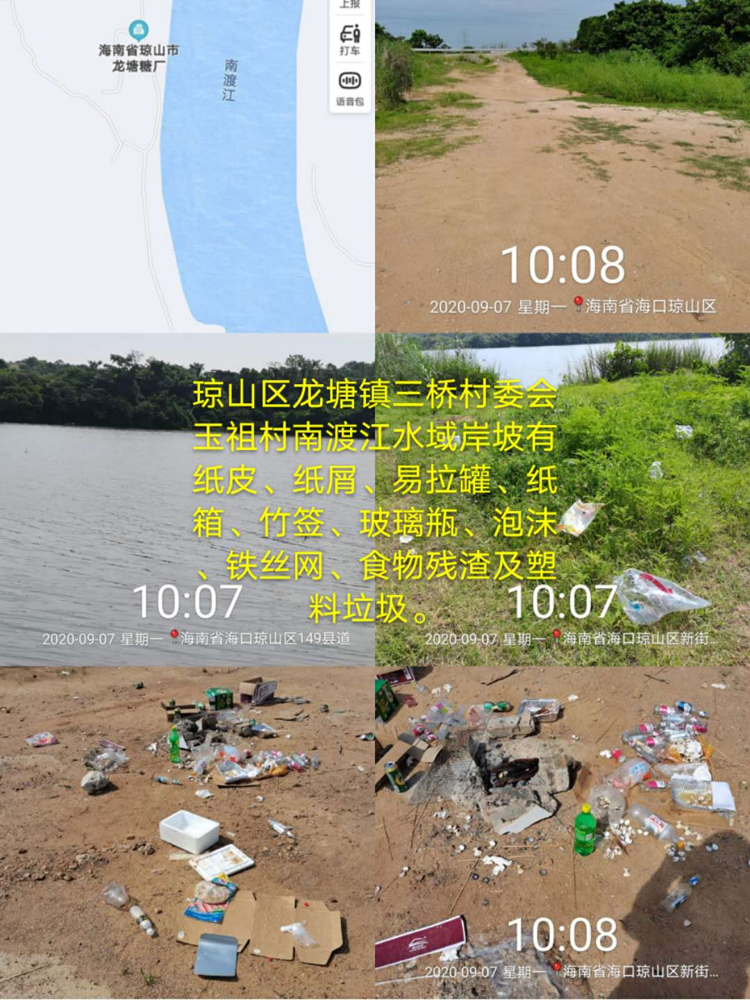 上报
打车
语音包
海南省琼山市
龙塘糖厂
南渡江
10:08
2020-09-07 星期一 海南省海口琼山区
琼山区龙塘镇三桥村委会
玉祖村南渡江水域岸坡有
纸皮、纸屑、易拉罐、纸
箱、竹签、玻璃瓶、泡沫
、铁丝网、食物残渣及塑
料垃圾。
10:07
2020-09-07 星期一 海南省海口琼山区149县道
10:07
2020-09-07 星期一 海南省海口琼山区新街...
10:08
2020-09-07 星期一 海南省海口琼山区新街...